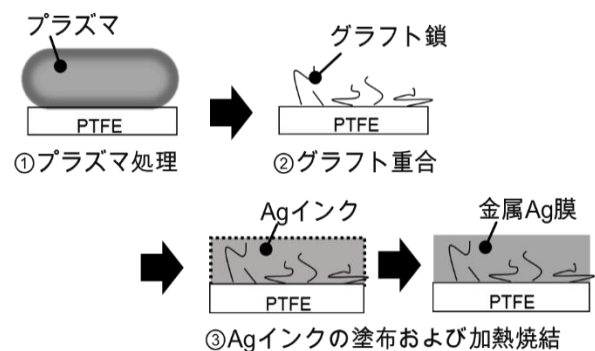 プラズマ
PTFE
①プラズマ処理
グラフト鎖
PTFE
②グラフト重合
Agインク
PTFE
金属Ag膜
PTFE
③Agインクの塗布および加熱焼結